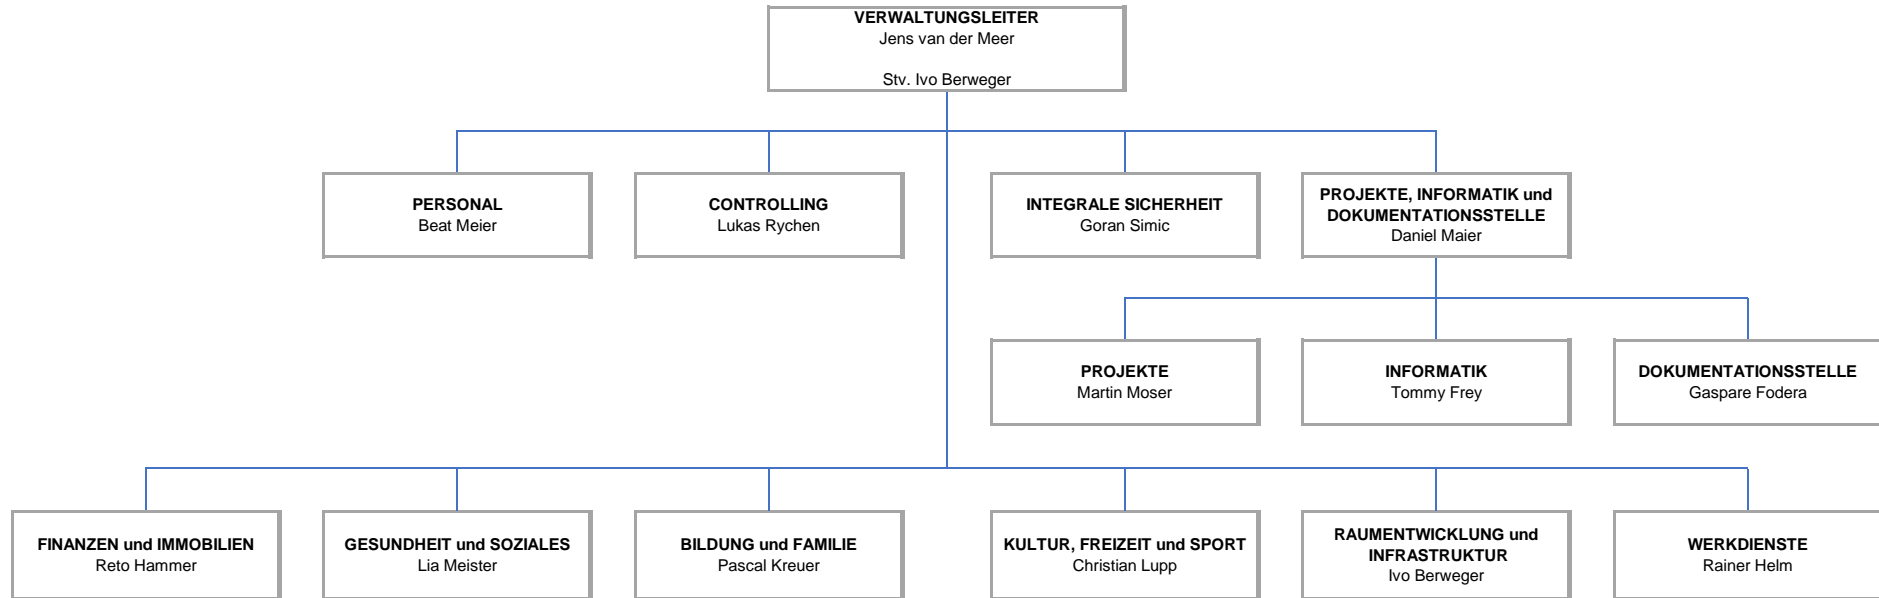 VERWALTUNGSLEITER
Jens van der Meer
Stv. Ivo Berweger
PERSONAL
Beat Meier
CONTROLLING
Lukas Rychen
INTEGRALE SICHERHEIT
Goran Simic
PROJEKTE, INFORMATIK und
DOKUMENTATIONSSTELLE
Daniel Maier
PROJEKTE
Martin Moser
INFORMATIK
Tommy Frey
DOKUMENTATIONSSTELLE
Gaspare Fodera
FINANZEN und IMMOBILIEN
Reto Hammer
GESUNDHEIT und SOZIALES
Lia Meister
BILDUNG und FAMILIE
Pascal Kreuer
KULTUR, FREIZEIT und SPORT
Christian Lupp
RAUMENTWICKLUNG und
INFRASTRUKTUR
Ivo Berweger
WERKDIENSTE
Rainer Helm